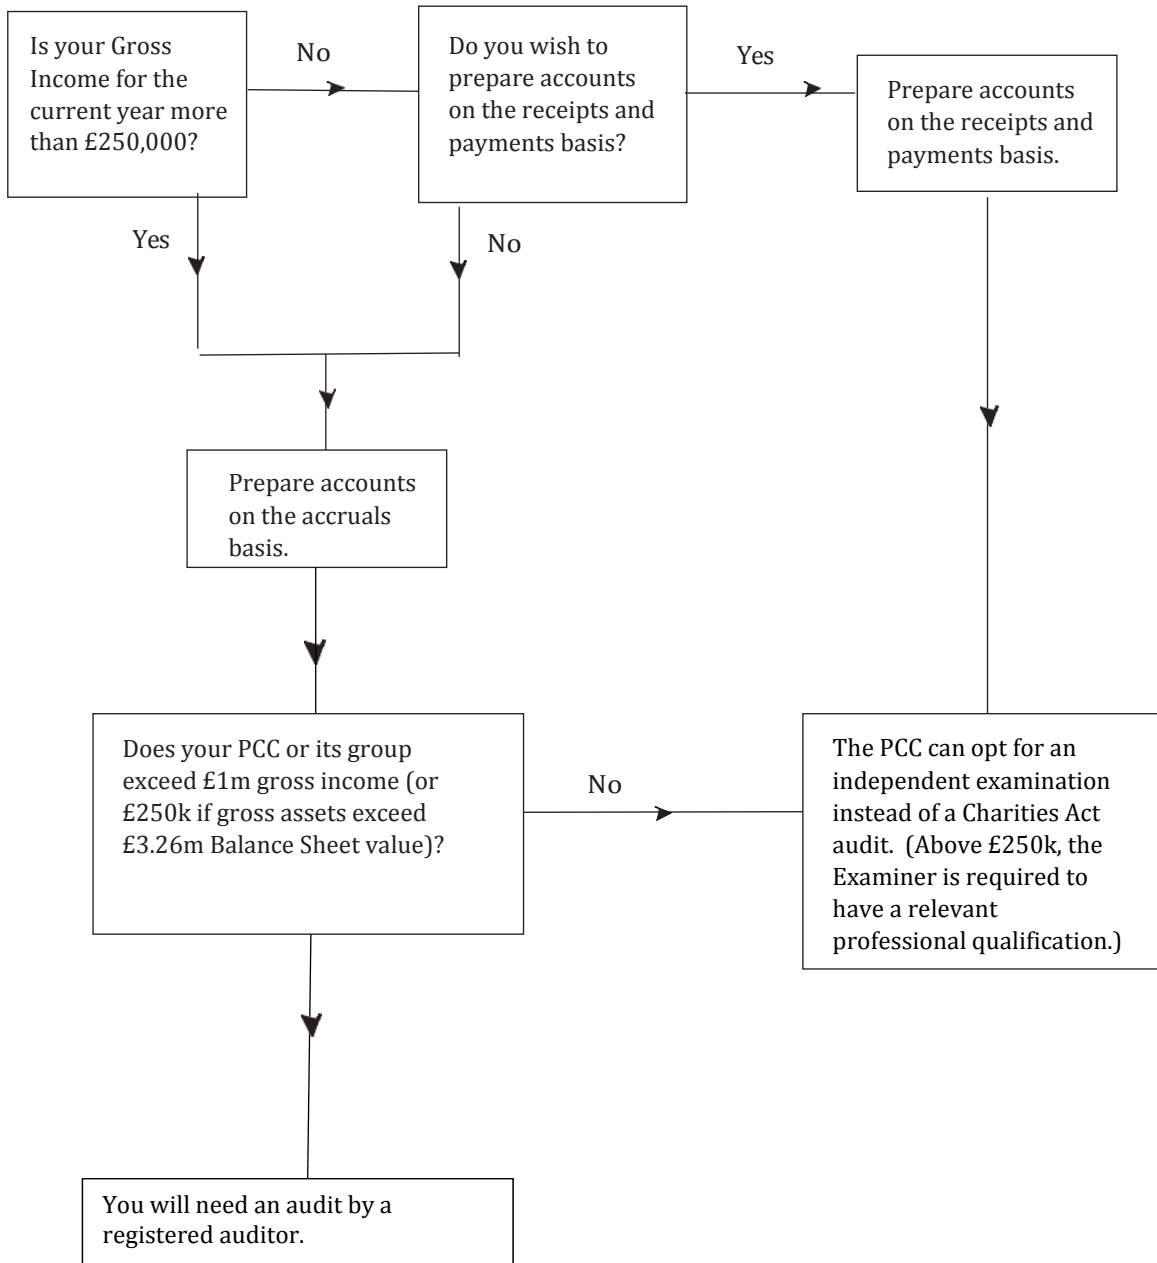 Is your Gross
Income for the
current year more
than £250,000?
No
Do you wish to
prepare accounts
on the receipts and
payments basis?
Yes
Prepare accounts
on the receipts and
payments basis.
Yes
No
Prepare accounts
on the accruals
basis.
Does your PCC or its group
exceed £1m gross income (or
£250k if gross assets exceed
£3.26m Balance Sheet value)?
No
The PCC can opt for an
independent examination
instead of a Charities Act
audit.  (Above £250k, the
Examiner is required to
have a relevant
professional qualification.)
You will need an audit by a
registered auditor.